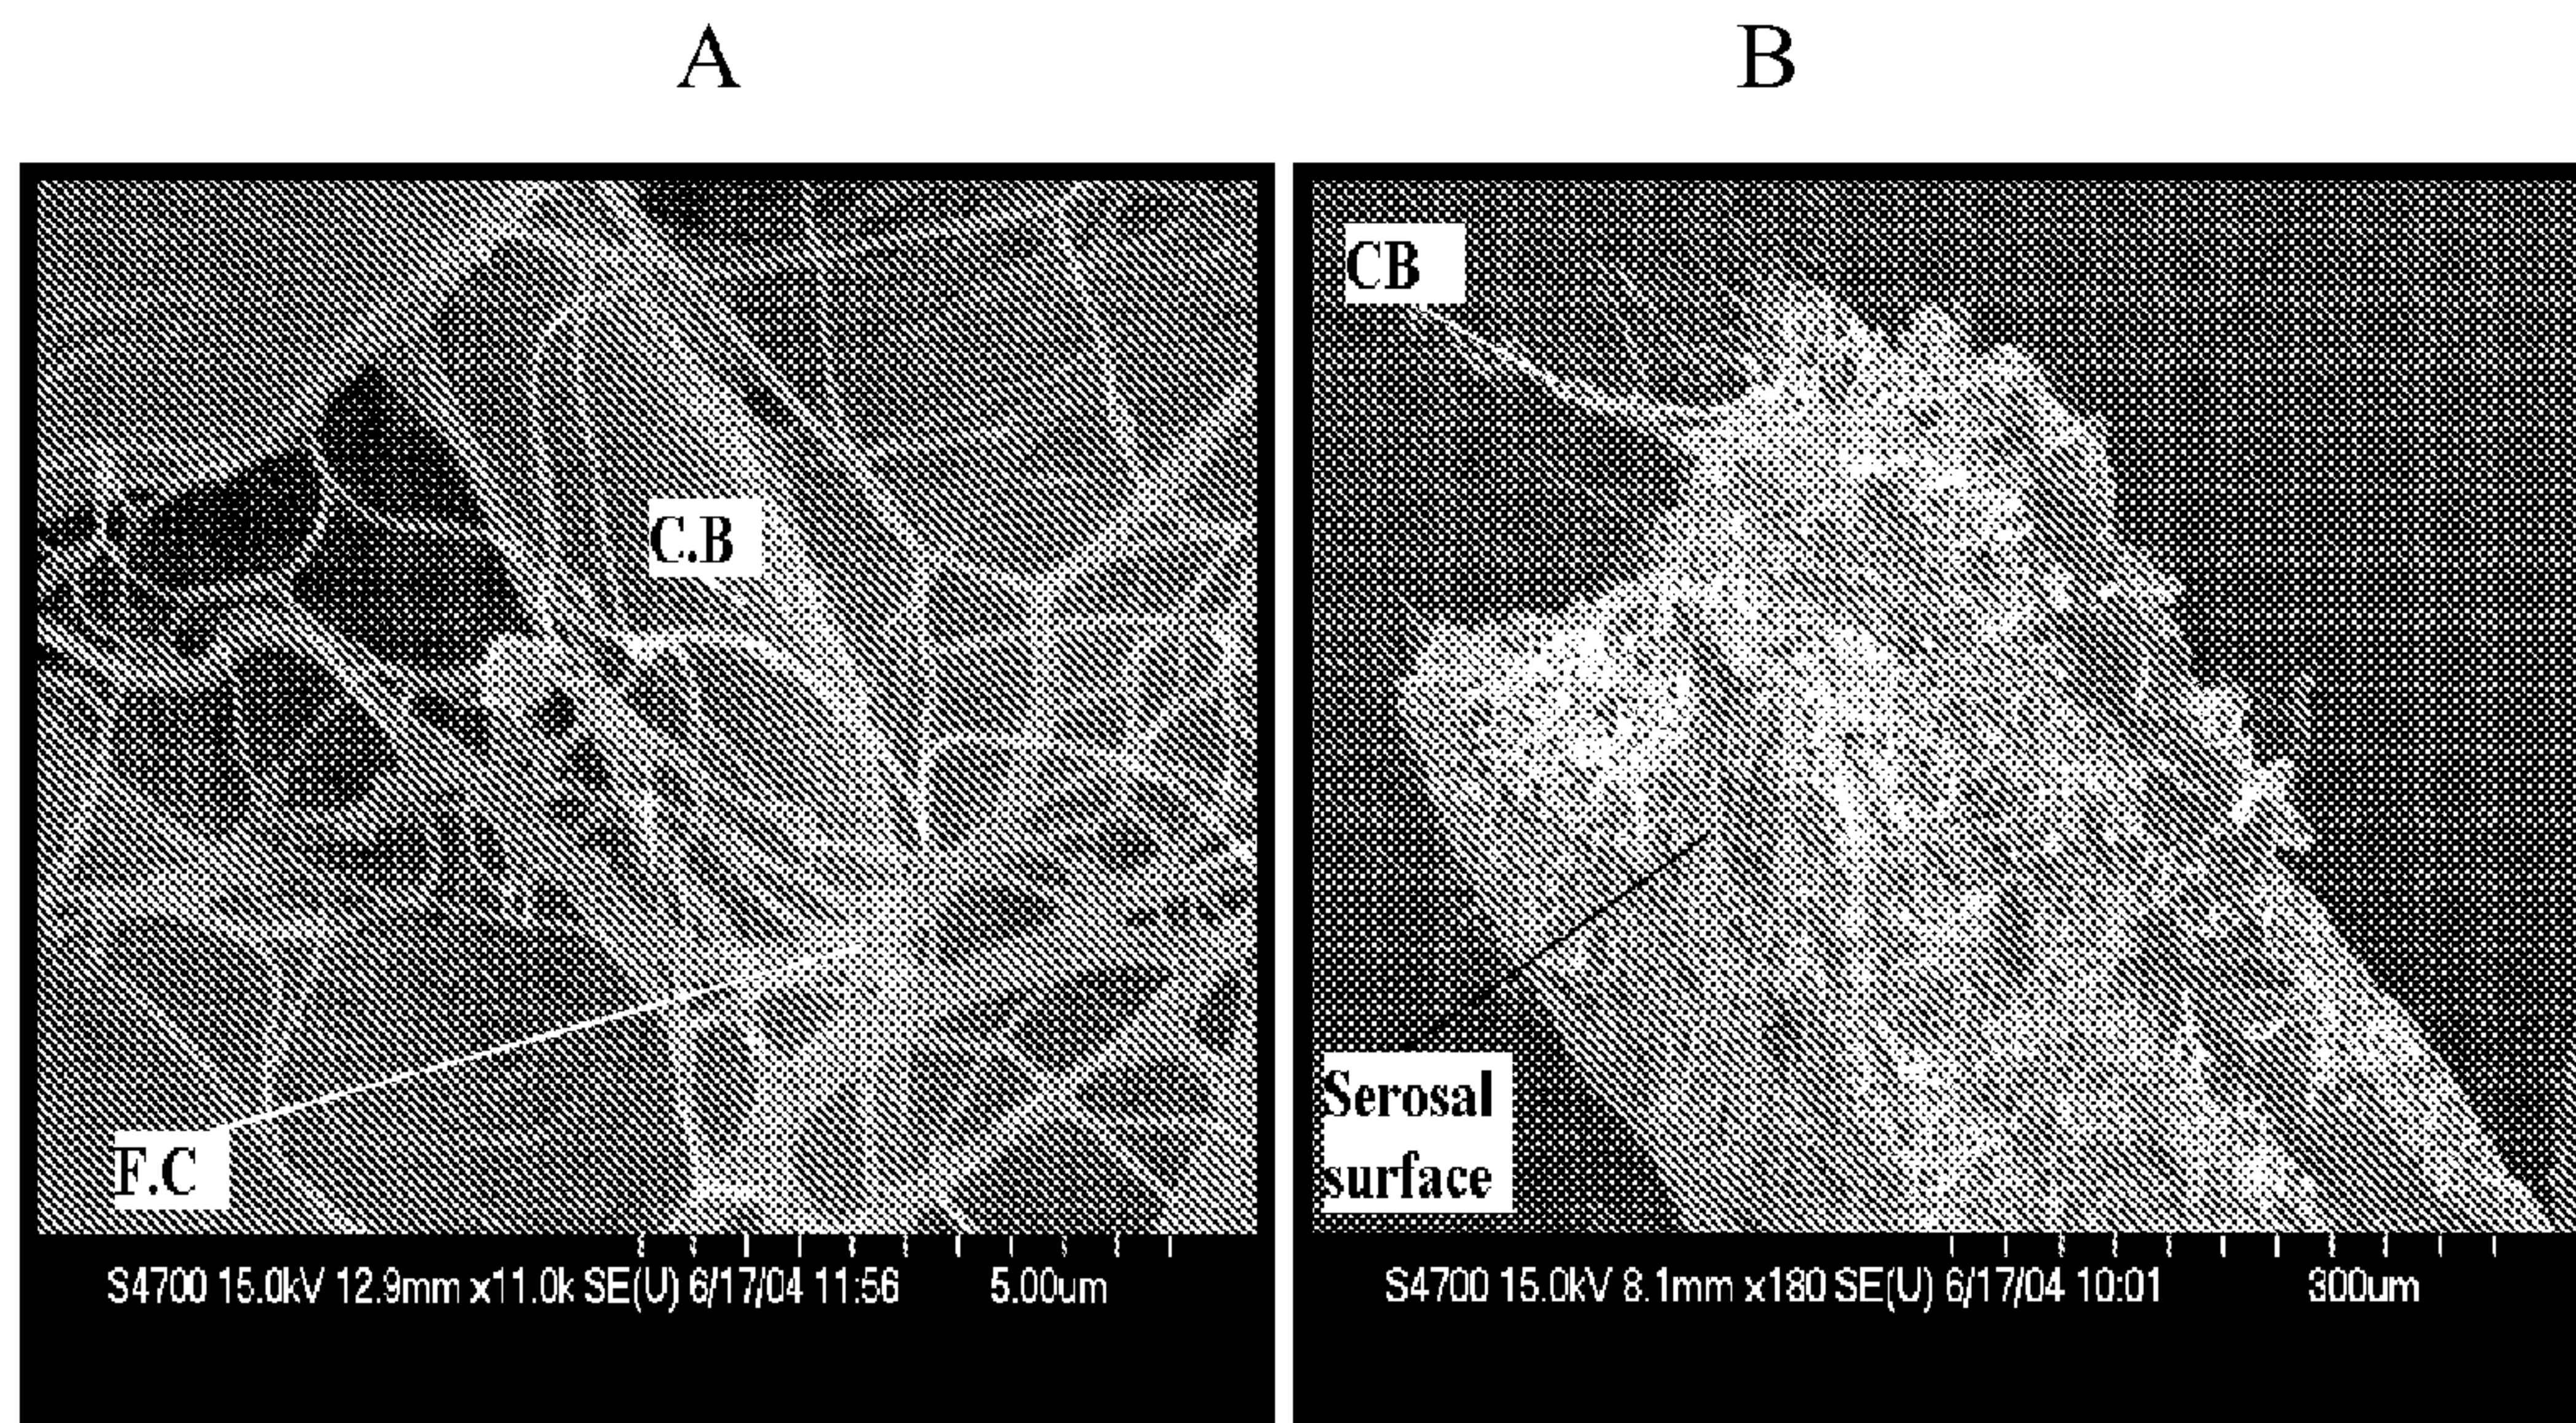 A
B
C.B
F.C
S4700 15.0kV 12.9mm x11.0k SE(U) 6/17/04 11:56
5.00um
CB
Serosal
surface
S4700 15.0kV 8.1mm x180 SE(U) 6/17/04 10:01
300um